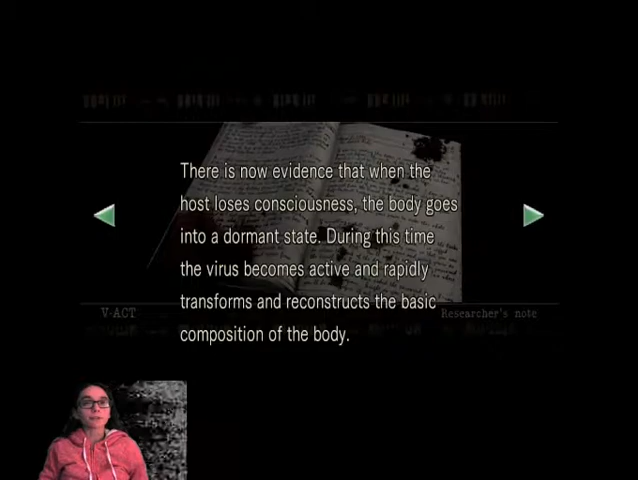 There is now evidence that when the
host loses consciousness, the body goes
into a dormant state. During this time
the virus becomes active and rapidly
transforms and reconstructs the basic
V-ACT
Researcher's note
composition of the body.